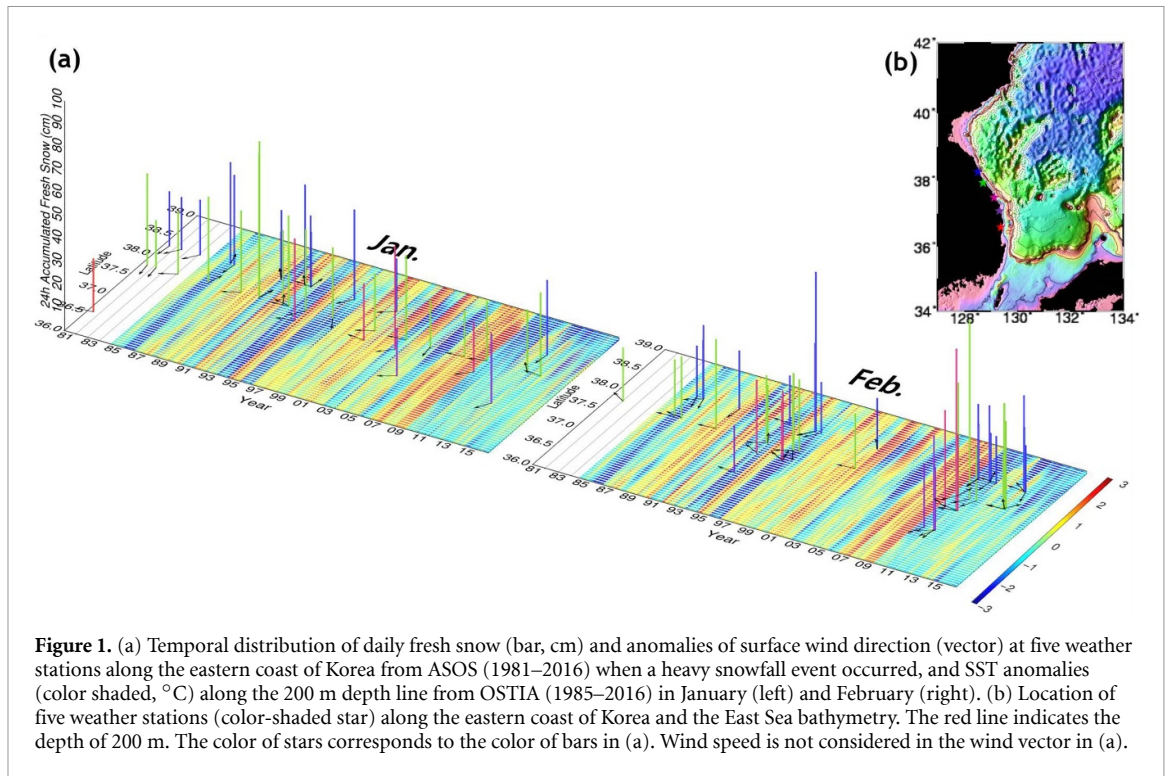 (a)
(b)
24h Accumulated Fresh Snow (cm)
100
90
80
70
60
50
40
30
20
10
Latitude
39.0
38.5
38.0
37.5
37.0
36.5
36.0
81 83 85 87 89 91 93 95 97 99 01 03 05 07 09 11 13 15
Year
Jan.
Latitude
39.0
38.5
38.0
37.5
37.0
36.5
36.0
81 83 85 87 89 91 93 95 97 99 01 03 05 07 09 11 13 15
Year
Feb.
3
2
1
0
-1
-2
-3
42°
40°
38°
36°
34°
128° 130° 132° 134°
Figure 1. (a) Temporal distribution of daily fresh snow (bar, cm) and anomalies of surface wind direction (vector) at five weather
stations along the eastern coast of Korea from ASOS (1981–2016) when a heavy snowfall event occurred, and SST anomalies
(color shaded, °C) along the 200 m depth line from OSTIA (1985–2016) in January (left) and February (right). (b) Location of
five weather stations (color-shaded star) along the eastern coast of Korea and the East Sea bathymetry. The red line indicates the
depth of 200 m. The color of stars corresponds to the color of bars in (a). Wind speed is not considered in the wind vector in (a).